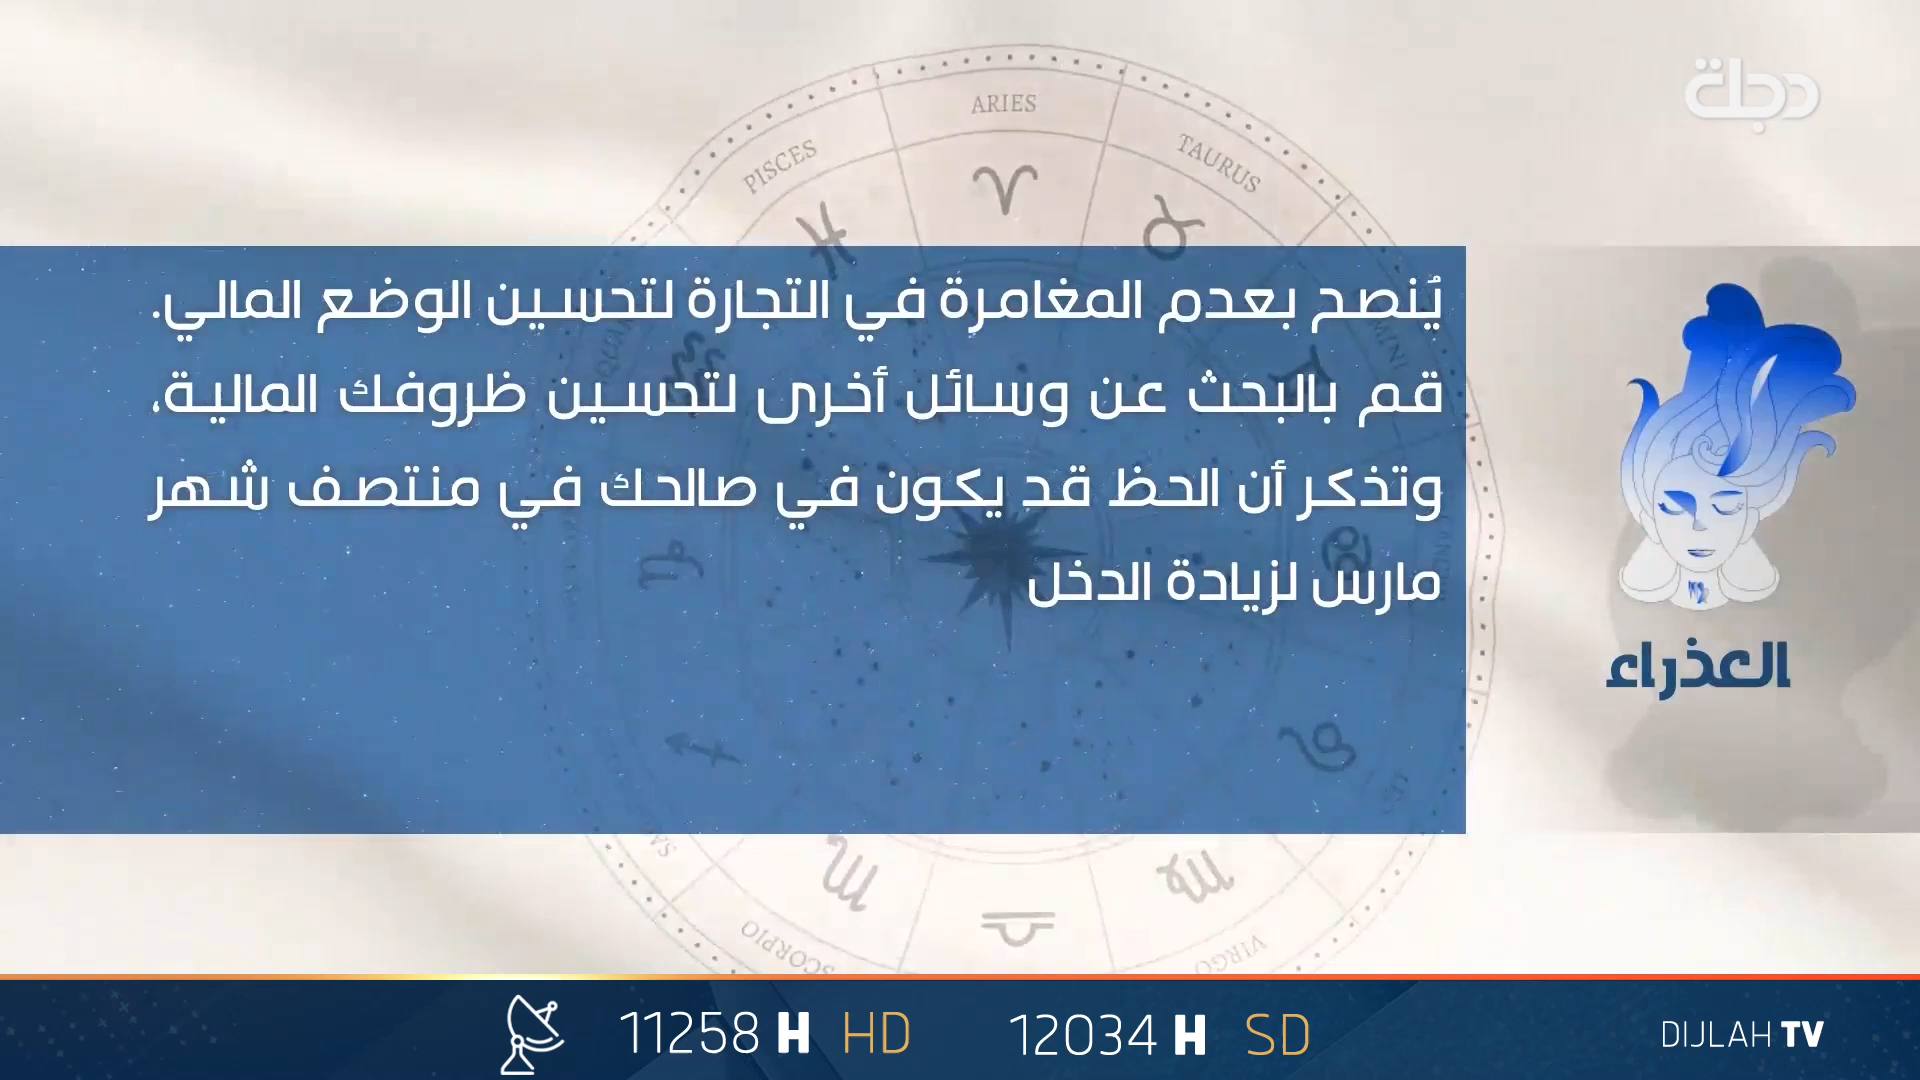 دجلة
ARIES
PISCES
TAURUS
يُنصح بعدم المغامرة في التجارة لتحسين الوضع المالي.
قم بالبحث عن وسائل أخرى لتحسين ظروفك المالية،
وتذكر أن الحظ قد يكون في صالحك في منتصف شهر
مارس لزيادة الدخل
العذراء
SCORPIO
VIRGO
11258 H HD 12034 H SD
DIJLAH TV